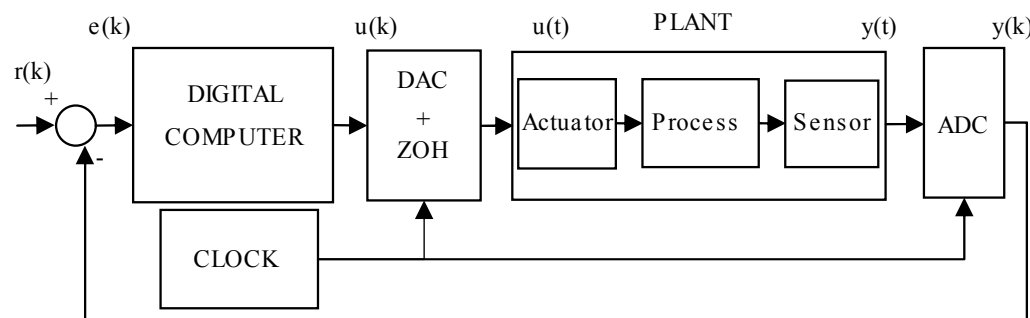 e(k)
u(k)
u(t)
PLANT
y(t)
y(k)
r(k)
+
-
DIGITAL
COMPUTER
DAC
+
ZOH
Actuator
Process
Sensor
ADC
CLOCK